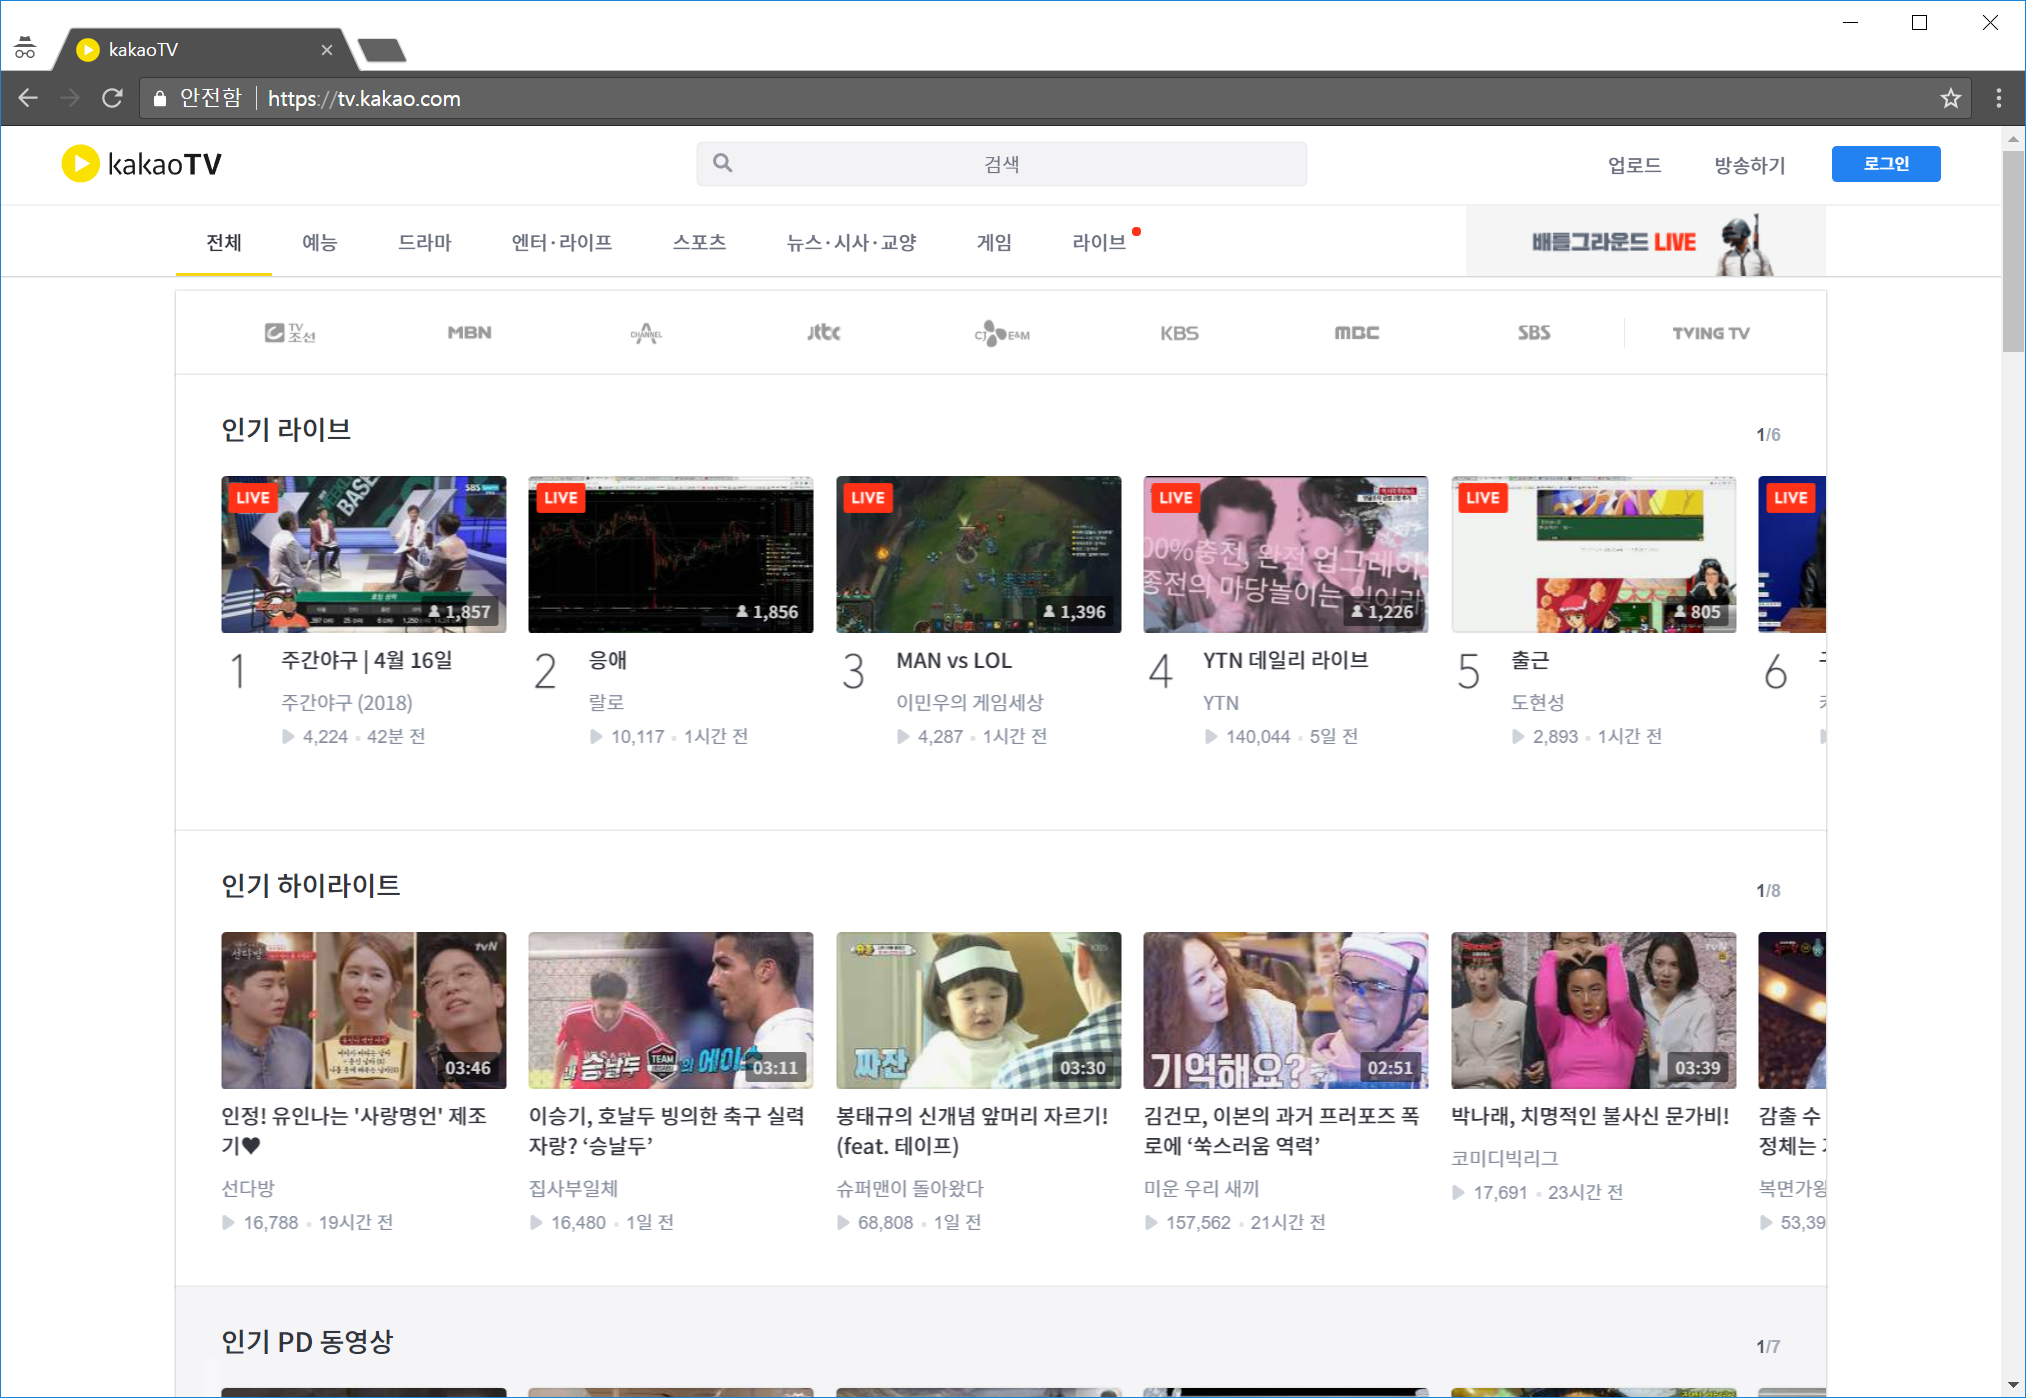 kakaoTV
안전함 https://tv.kakao.com
kakaoTV
검색
업로드 방송하기 로그인
전체 예능 드라마 엔터·라이프 스포츠 뉴스·시사·교양 게임 라이브
배틀그라운드 LIVE
TV조선 MBN CHANNEL A jtbc CJ E&M KBS MBC SBS TVING TV
인기 라이브
1/6
LIVE LIVE LIVE LIVE LIVE LIVE
1,857 1,856 1,396 1,226 805
1 주간야구 | 4월 16일
주간야구 (2018)
4,224 42분 전
2 응애
랄로
10,117 1시간 전
3 MAN vs LOL
이민우의 게임세상
4,287 1시간 전
4 YTN 데일리 라이브
YTN
140,044 5일 전
5 출근
도현성
2,893 1시간 전
6
인기 하이라이트
1/8
tvN
03:46
승날두 TEAM 의 에이스
03:11
짜잔
03:30
기억해요?
02:51
tvN
03:39
인정! 유인나는 '사랑명언' 제조
기♥
선다방
16,788 19시간 전
이승기, 호날두 빙의한 축구 실력
자랑? ‘승날두’
집사부일체
16,480 1일 전
봉태규의 신개념 앞머리 자르기!
(feat. 테이프)
슈퍼맨이 돌아왔다
68,808 1일 전
김건모, 이본의 과거 프러포즈 폭
로에 ‘쑥스러움 역력’
미운 우리 새끼
157,562 21시간 전
박나래, 치명적인 불사신 문가비!
코미디빅리그
17,691 23시간 전
감출 수
정체는
복면가왕
53,39
인기 PD 동영상
1/7